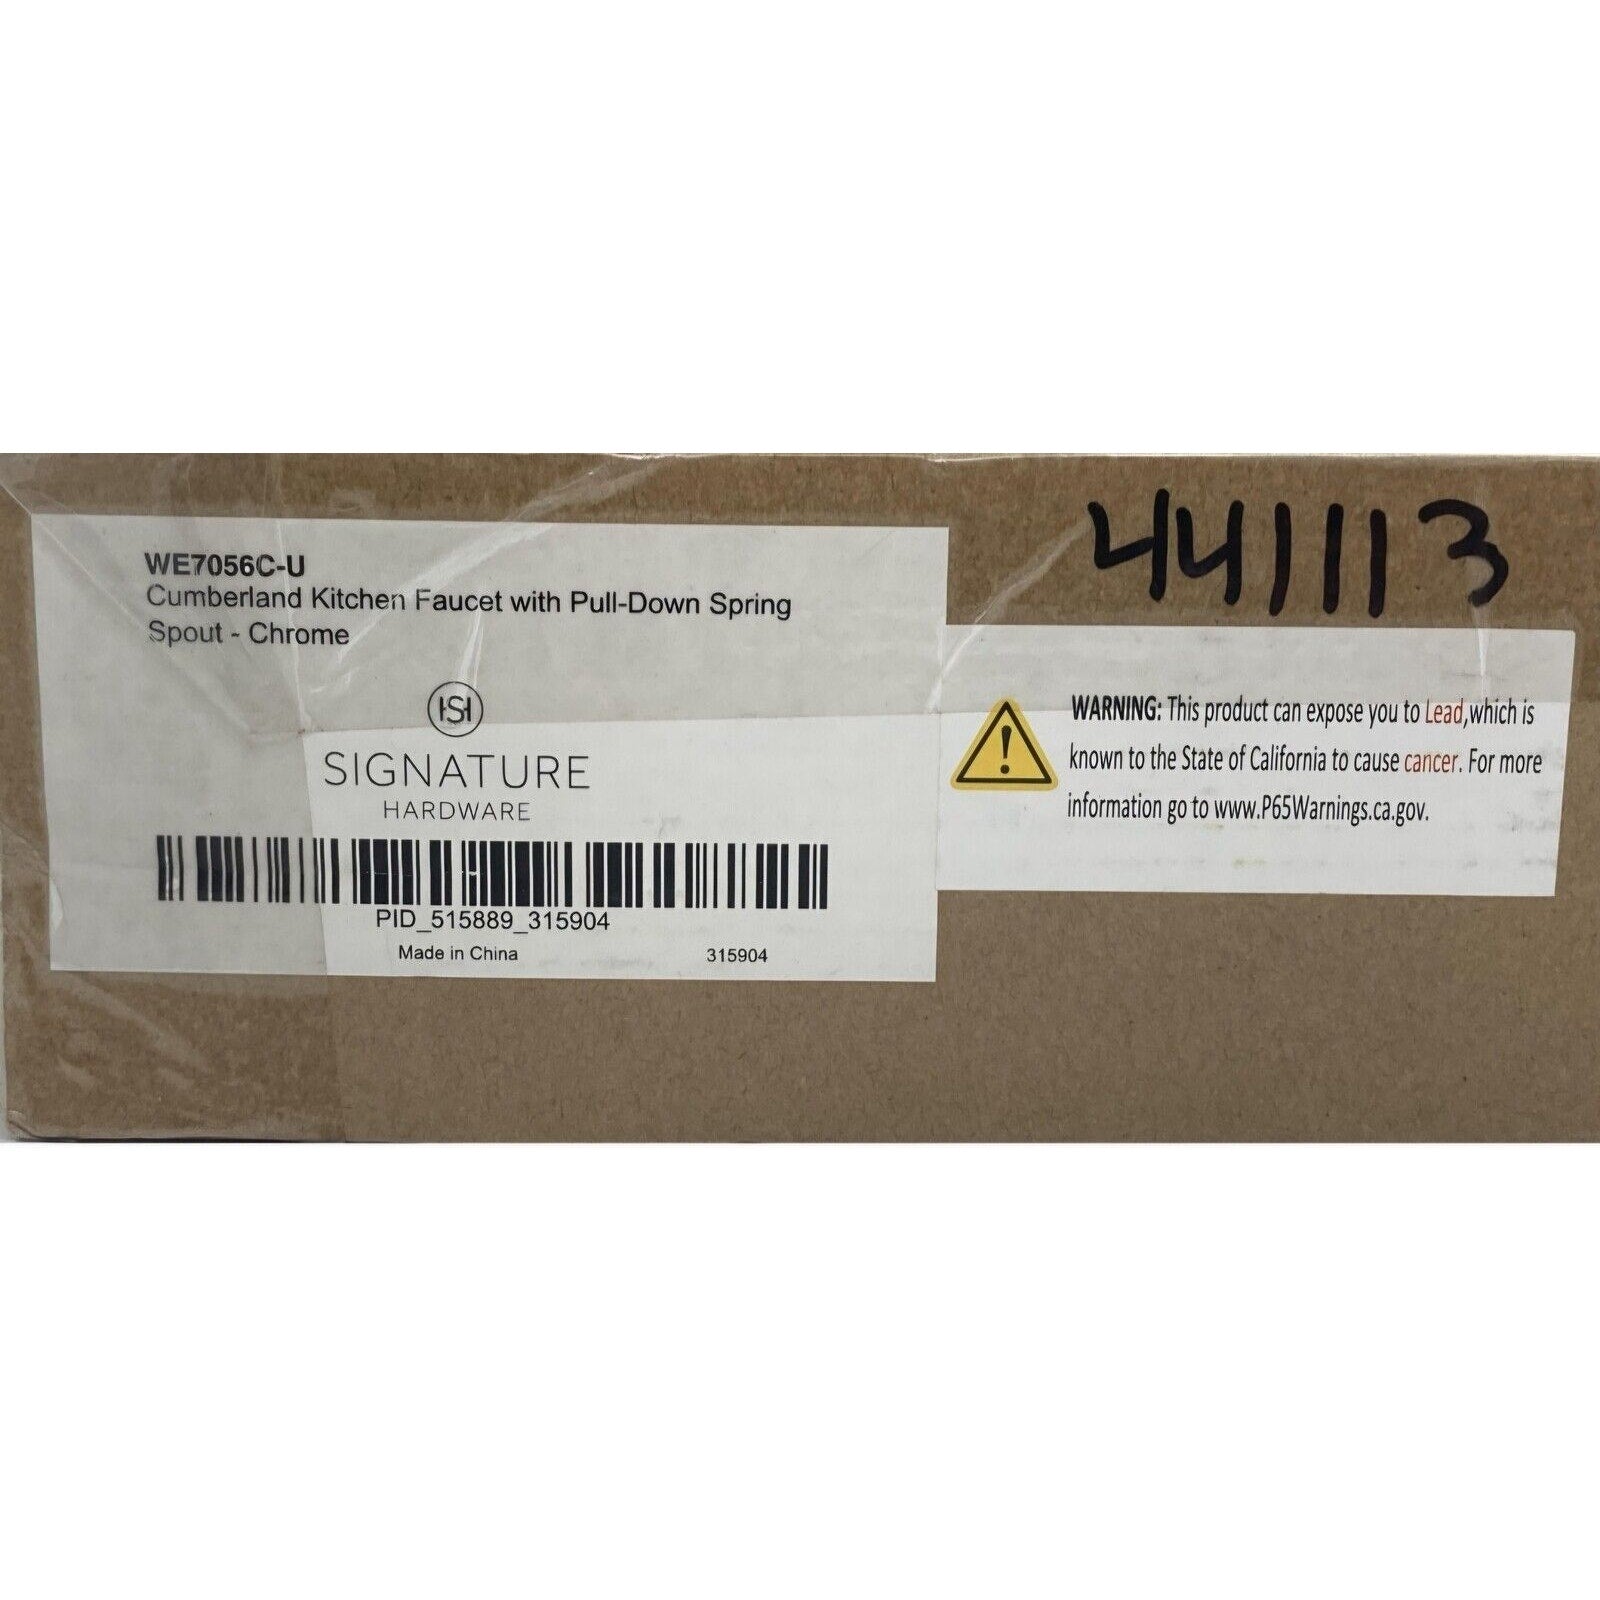 WE7056C-U
Cumberland Kitchen Faucet with Pull-Down Spring
Spout - Chrome
SH
SIGNATURE
HARDWARE
PID_515889_315904
Made in China 315904
441113
WARNING: This product can expose you to Lead,which is
known to the State of California to cause cancer. For more
information go to www.P65Warnings.ca.gov.